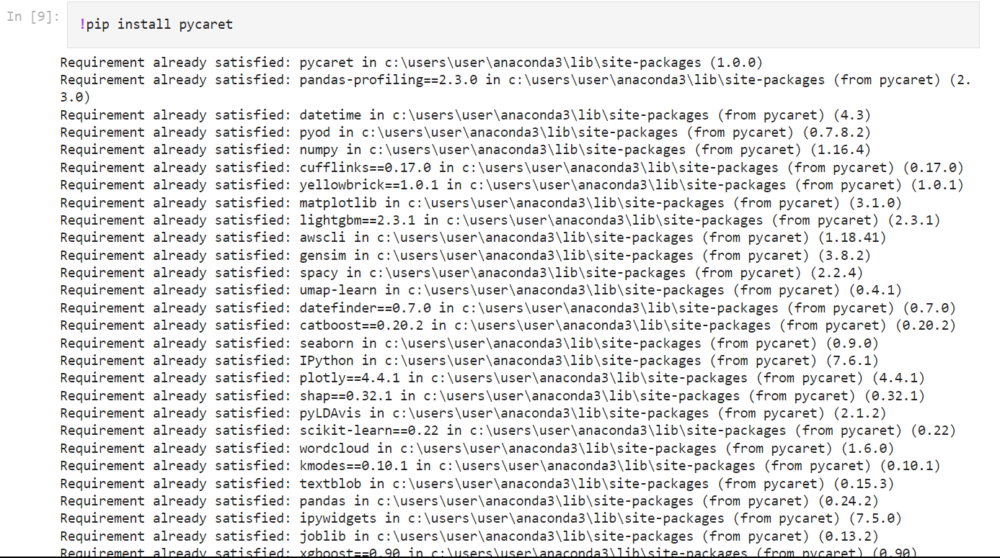 In [9]:
!pip install pycaret
Requirement already satisfied: pycaret in c:\users\user\anaconda3\lib\site-packages (1.0.0)
Requirement already satisfied: pandas-profiling==2.3.0 in c:\users\user\anaconda3\lib\site-packages (from pycaret) (2.
3.0)
Requirement already satisfied: datetime in c:\users\user\anaconda3\lib\site-packages (from pycaret) (4.3)
Requirement already satisfied: pyod in c:\users\user\anaconda3\lib\site-packages (from pycaret) (0.7.8.2)
Requirement already satisfied: numpy in c:\users\user\anaconda3\lib\site-packages (from pycaret) (1.16.4)
Requirement already satisfied: cufflinks==0.17.0 in c:\users\user\anaconda3\lib\site-packages (from pycaret) (0.17.0)
Requirement already satisfied: yellowbrick==1.0.1 in c:\users\user\anaconda3\lib\site-packages (from pycaret) (1.0.1)
Requirement already satisfied: matplotlib in c:\users\user\anaconda3\lib\site-packages (from pycaret) (3.1.0)
Requirement already satisfied: lightgbm==2.3.1 in c:\users\user\anaconda3\lib\site-packages (from pycaret) (2.3.1)
Requirement already satisfied: awscli in c:\users\user\anaconda3\lib\site-packages (from pycaret) (1.18.41)
Requirement already satisfied: gensim in c:\users\user\anaconda3\lib\site-packages (from pycaret) (3.8.2)
Requirement already satisfied: spacy in c:\users\user\anaconda3\lib\site-packages (from pycaret) (2.2.4)
Requirement already satisfied: umap-learn in c:\users\user\anaconda3\lib\site-packages (from pycaret) (0.4.1)
Requirement already satisfied: datefinder==0.7.0 in c:\users\user\anaconda3\lib\site-packages (from pycaret) (0.7.0)
Requirement already satisfied: catboost==0.20.2 in c:\users\user\anaconda3\lib\site-packages (from pycaret) (0.20.2)
Requirement already satisfied: seaborn in c:\users\user\anaconda3\lib\site-packages (from pycaret) (0.9.0)
Requirement already satisfied: IPython in c:\users\user\anaconda3\lib\site-packages (from pycaret) (7.6.1)
Requirement already satisfied: plotly==4.4.1 in c:\users\user\anaconda3\lib\site-packages (from pycaret) (4.4.1)
Requirement already satisfied: shap==0.32.1 in c:\users\user\anaconda3\lib\site-packages (from pycaret) (0.32.1)
Requirement already satisfied: pyLDAvis in c:\users\user\anaconda3\lib\site-packages (from pycaret) (2.1.2)
Requirement already satisfied: scikit-learn==0.22 in c:\users\user\anaconda3\lib\site-packages (from pycaret) (0.22)
Requirement already satisfied: wordcloud in c:\users\user\anaconda3\lib\site-packages (from pycaret) (1.6.0)
Requirement already satisfied: kmodes==0.10.1 in c:\users\user\anaconda3\lib\site-packages (from pycaret) (0.10.1)
Requirement already satisfied: textblob in c:\users\user\anaconda3\lib\site-packages (from pycaret) (0.15.3)
Requirement already satisfied: pandas in c:\users\user\anaconda3\lib\site-packages (from pycaret) (0.24.2)
Requirement already satisfied: ipywidgets in c:\users\user\anaconda3\lib\site-packages (from pycaret) (7.5.0)
Requirement already satisfied: joblib in c:\users\user\anaconda3\lib\site-packages (from pycaret) (0.13.2)
Requirement already satisfied: xgboost==0.90 in c:\users\user\anaconda3\lib\site-packages (from pycaret) (0.90)